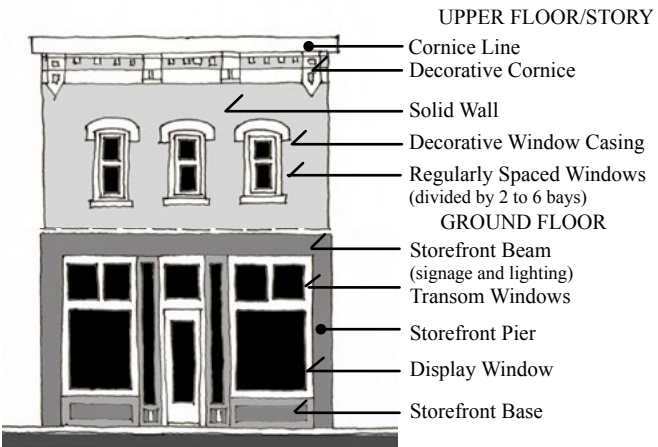 UPPER FLOOR/STORY
Cornice Line
Decorative Cornice
Solid Wall
Decorative Window Casing
Regularly Spaced Windows
(divided by 2 to 6 bays)
GROUND FLOOR
Storefront Beam
(signage and lighting)
Transom Windows
Storefront Pier
Display Window
Storefront Base